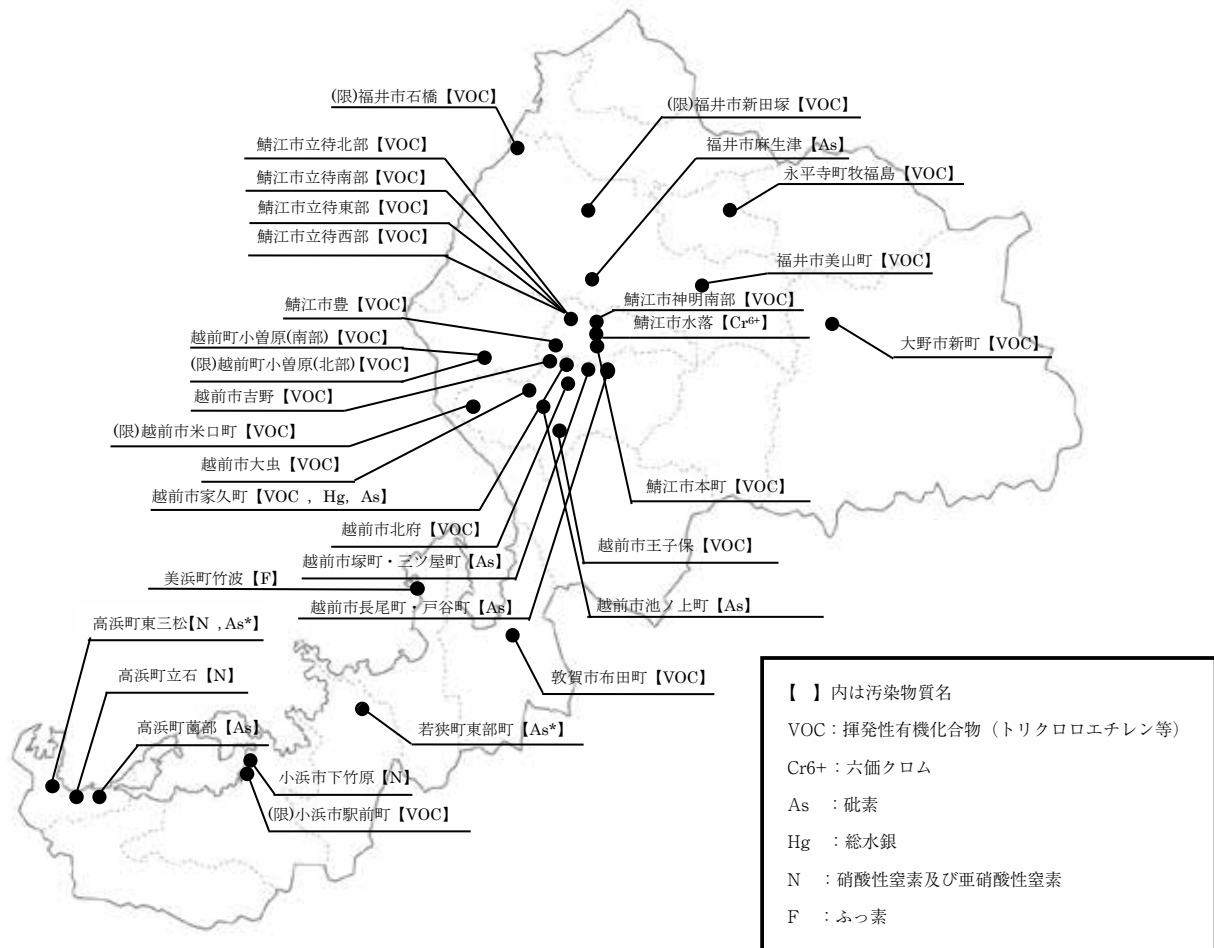 (限)福井市石橋【VOC】
(限)福井市新田塚【VOC】
鯖江市立待北部【VOC】
福井市麻生津【As】
鯖江市立待南部【VOC】
永平寺町牧福島【VOC】
鯖江市立待東部【VOC】
鯖江市立待西部【VOC】
福井市美山町【VOC】
鯖江市豊【VOC】
鯖江市神明南部【VOC】
鯖江市水落【Cr6+】
越前町小曽原(南部)【VOC】
大野市新町【VOC】
(限)越前町小曽原(北部)【VOC】
越前市吉野【VOC】
(限)越前市米口町【VOC】
越前市大虫【VOC】
越前市家久町【VOC , Hg, As】
鯖江市本町【VOC】
越前市北府【VOC】
越前市王子保【VOC】
越前市塚町・三ツ屋町【As】
美浜町竹波【F】
越前市長尾町・戸谷町【As】
越前市池ノ上町【As】
高浜町東三松【N , As*】
高浜町立石【N】
敦賀市布田町【VOC】
高浜町薗部【As】
若狭町東部町【As*】
小浜市下竹原【N】
(限)小浜市駅前町【VOC】
【 】内は汚染物質名
VOC：揮発性有機化合物（トリクロロエチレン等）
Cr6+：六価クロム
As ：砒素
Hg ：総水銀
N ：硝酸性窒素及び亜硝酸性窒素
F ：ふっ素